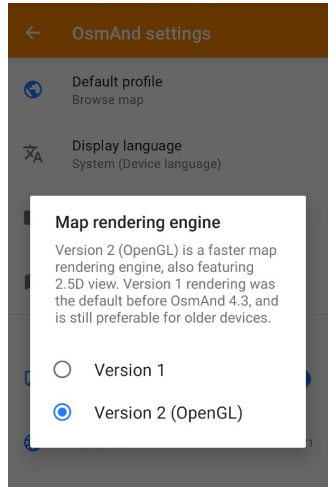 OsmAnd settings
Default profile
Browse map
Display language
System (Device language)
Map rendering engine
Version 2 (OpenGL) is a faster map
rendering engine, also featuring
2.5D view. Version 1 rendering was
the default before OsmAnd 4.3, and
is still preferable for older devices.
Version 1
Version 2 (OpenGL)